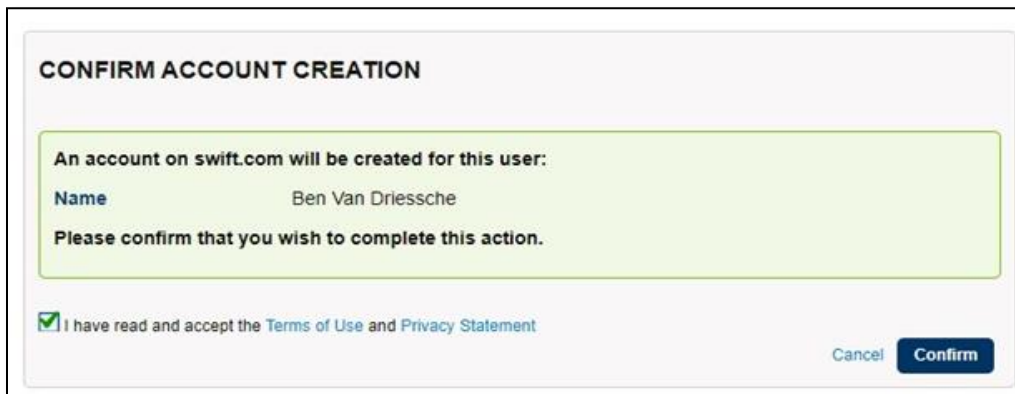 CONFIRM ACCOUNT CREATION
An account on swift.com will be created for this user:
Name Ben Van Driessche
Please confirm that you wish to complete this action.
I have read and accept the Terms of Use and Privacy Statement
Cancel Confirm